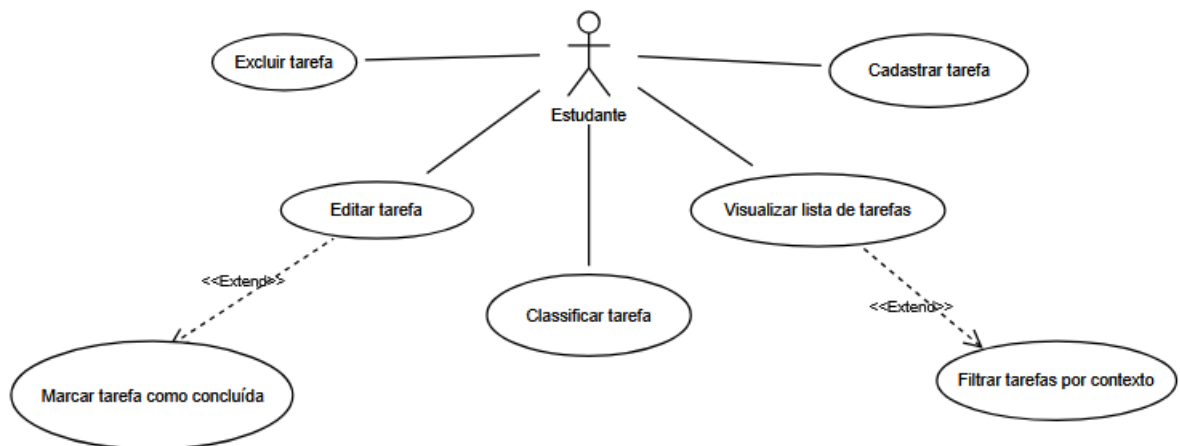 Excluir tarefa
Cadastrar tarefa
Estudante
Editar tarefa
Visualizar lista de tarefas
<<Extend>>
<<Extend>>
Classificar tarefa
Marcar tarefa como concluída
Filtrar tarefas por contexto